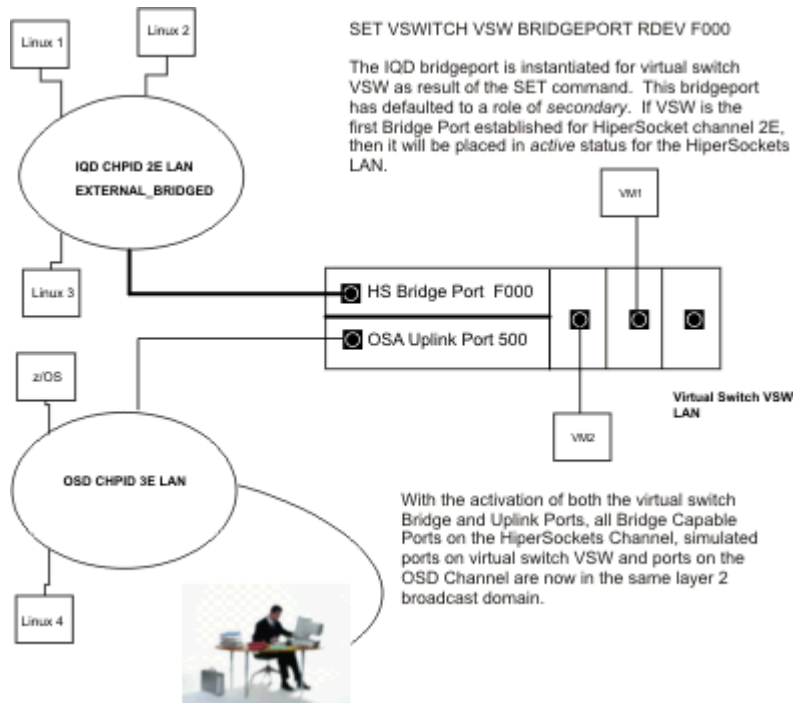 Linux 1
Linux 2
SET VSWITCH VSW BRIDGEPORT RDEV F000
The IQD bridgeport is instantiated for virtual switch
VSW as result of the SET command. This bridgeport
has defaulted to a role of secondary. If VSW is the
first Bridge Port established for HiperSocket channel 2E,
then it will be placed in active status for the HiperSockets
LAN.
IQD CHPID 2E LAN
EXTERNAL_BRIDGED
VM1
Linux 3
HS Bridge Port F000
OSA Uplink Port 500
z/OS
Virtual Switch VSW
LAN
VM2
OSD CHPID 3E LAN
With the activation of both the virtual switch
Bridge and Uplink Ports, all Bridge Capable
Ports on the HiperSockets Channel, simulated
ports on virtual switch VSW and ports on the
OSD Channel are now in the same layer 2
broadcast domain.
Linux 4